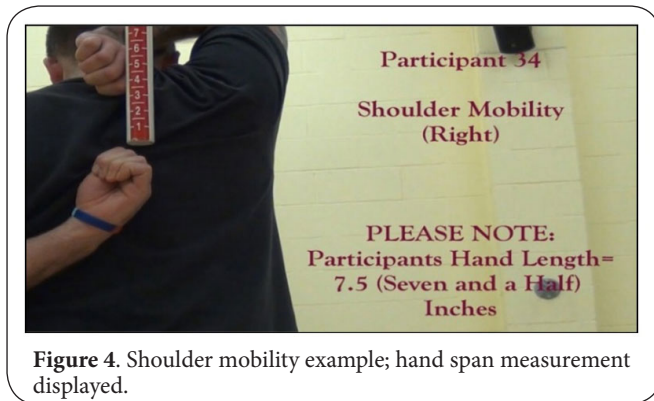 7
6
5
4
3
2
1
Participant 34
Shoulder Mobility
(Right)
PLEASE NOTE:
Participants Hand Length=
7.5 (Seven and a Half)
Inches
Figure 4. Shoulder mobility example; hand span measurement
displayed.